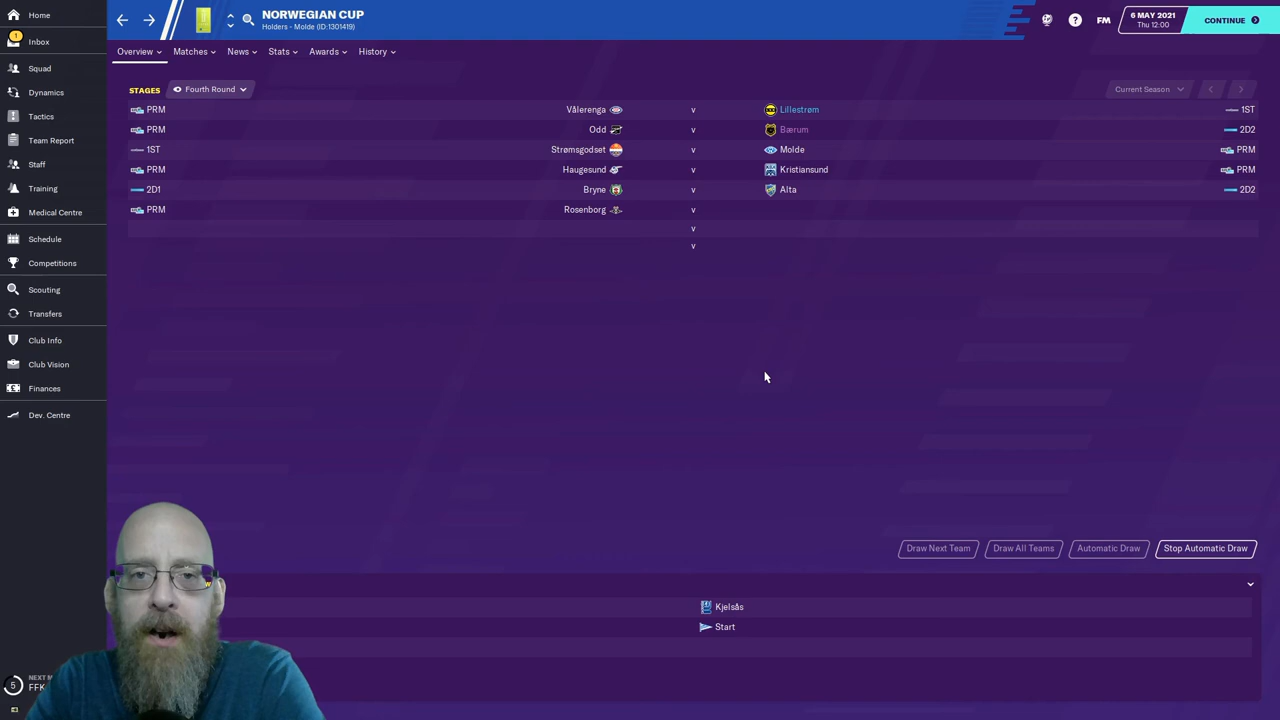 Home
NORWEGIAN CUP
Holders - Molde (ID:1301419)
FM
6 MAY 2021
Thu 12:00
CONTINUE
1
Inbox
Overview Matches News Stats Awards History
Squad
Dynamics
Tactics
Team Report
Staff
Training
Medical Centre
Schedule
Competitions
Scouting
Transfers
Club Info
Club Vision
Finances
Dev. Centre
STAGES Fourth Round Current Season
PRM Vålerenga v Lillestrøm 1ST
PRM Odd v Bærum 2D2
1ST Strømsgodset v Molde PRM
PRM Haugesund v Kristiansund PRM
2D1 Bryne v Alta 2D2
PRM Rosenborg v
v
v
Draw Next Team Draw All Teams Automatic Draw Stop Automatic Draw
Kjelsås
Start
5
FFK